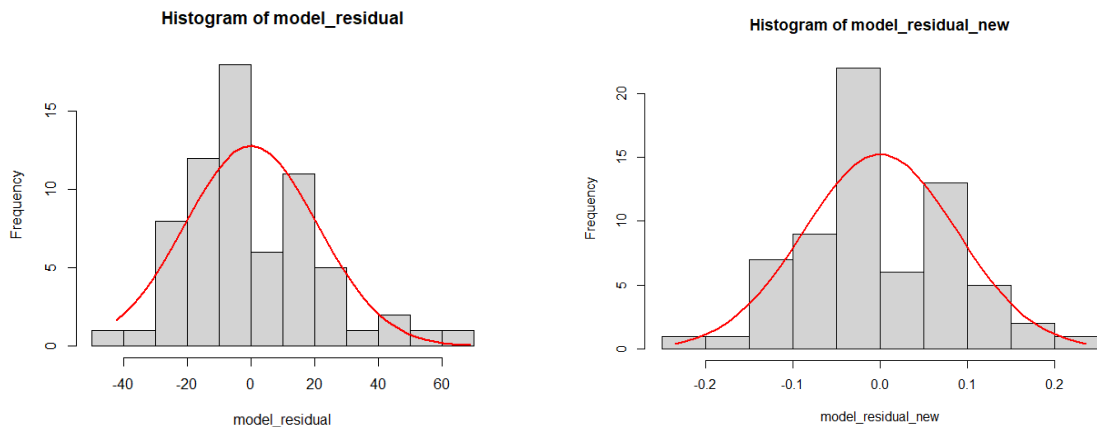 Histogram of model_residual
Frequency
15
10
5
0
-40 -20 0 20 40 60
model_residual
Histogram of model_residual_new
Frequency
20
15
10
5
0
-0.2 -0.1 0.0 0.1 0.2
model_residual_new